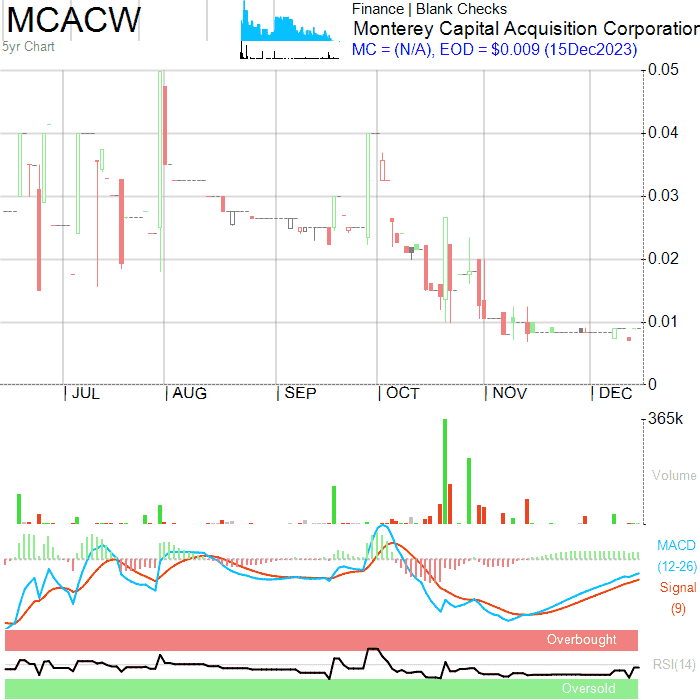 MCACW
5yr Chart
Finance | Blank Checks
Monterey Capital Acquisition Corporation
MC = (N/A), EOD = $0.009 (15Dec2023)
0.05
0.04
0.03
0.02
0.01
0
| JUL | AUG | SEP | OCT | NOV | DEC
365k
Volume
MACD
(12-26)
Signal
(9)
Overbought
RSI(14)
Oversold